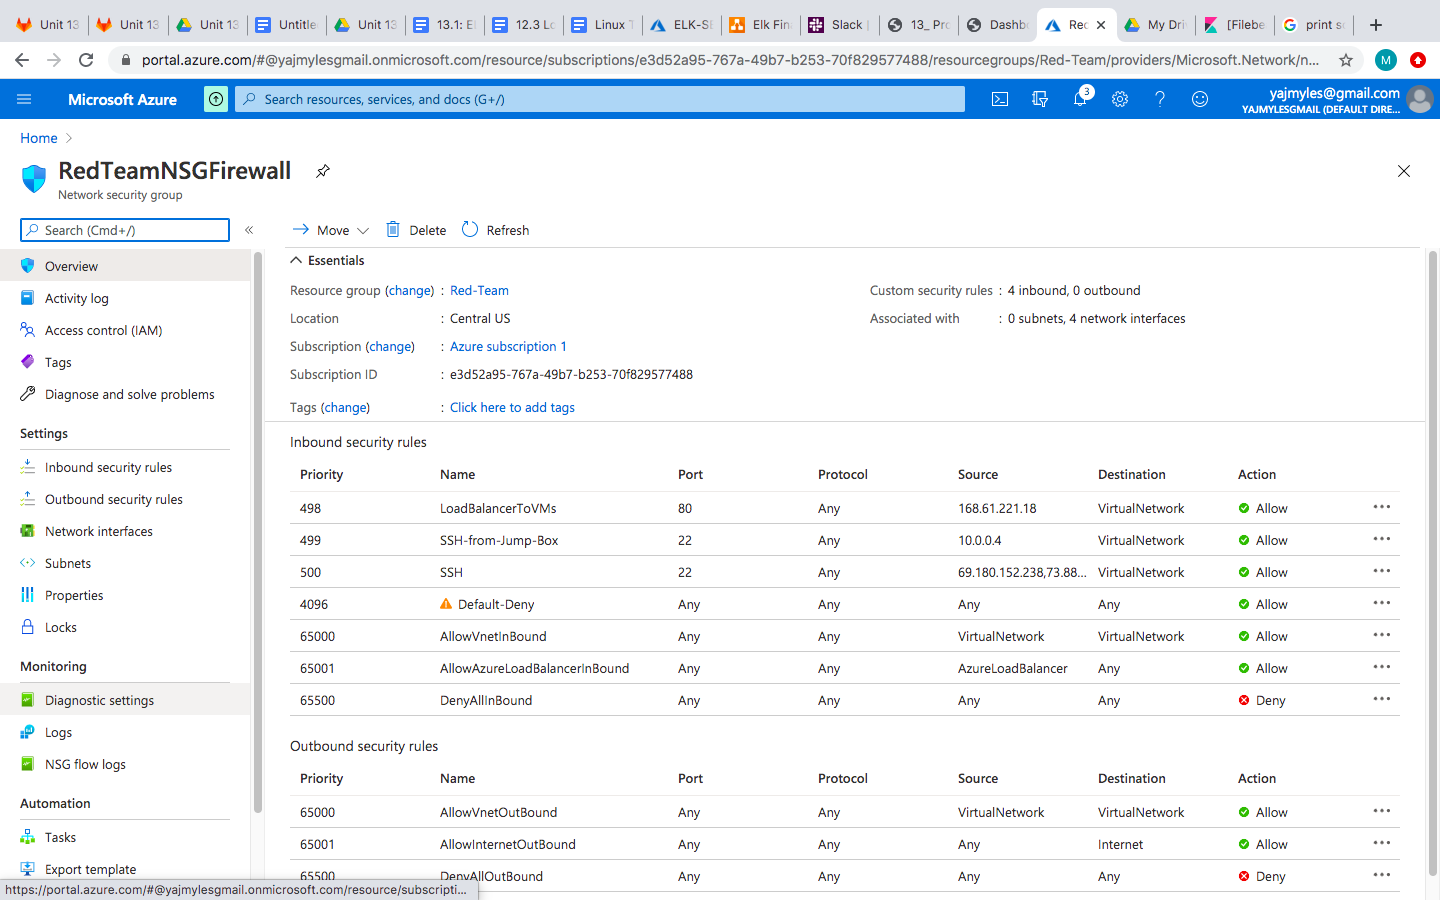 Unit 13
Unit 13
Unit 13
Untitle
Unit 13
13.1: El
12.3 Lo
Linux T
ELK-SE
Elk Fina
Slack |
13_ Pro
Dashbo
Red
My Driv
[Filebe
print sc
portal.azure.com/#@yajmylesgmail.onmicrosoft.com/resource/subscriptions/e3d52a95-767a-49b7-b253-70f829577488/resourcegroups/Red-Team/providers/Microsoft.Network/n...
M
Microsoft Azure
Search resources, services, and docs (G+/)
3
yajmyles@gmail.com
YAJMYLESGMAIL (DEFAULT DIRE...
Home
RedTeamNSGFirewall
Network security group
Search (Cmd+/)
«
Move
Delete
Refresh
Overview
Activity log
Access control (IAM)
Tags
Diagnose and solve problems
Settings
Inbound security rules
Outbound security rules
Network interfaces
Subnets
Properties
Locks
Monitoring
Diagnostic settings
Logs
NSG flow logs
Automation
Tasks
Export template
https://portal.azure.com/#@yajmylesgmail.onmicrosoft.com/resource/subscripti...
Essentials
Resource group (change) : Red-Team
Custom security rules : 4 inbound, 0 outbound
Location : Central US
Associated with : 0 subnets, 4 network interfaces
Subscription (change) : Azure subscription 1
Subscription ID : e3d52a95-767a-49b7-b253-70f829577488
Tags (change) : Click here to add tags
Inbound security rules
Priority Name Port Protocol Source Destination Action
498 LoadBalancerToVMs 80 Any 168.61.221.18 VirtualNetwork Allow ...
499 SSH-from-Jump-Box 22 Any 10.0.0.4 VirtualNetwork Allow ...
500 SSH 22 Any 69.180.152.238,73.88... VirtualNetwork Allow ...
4096 Default-Deny Any Any Any Any Allow ...
65000 AllowVnetInBound Any Any VirtualNetwork VirtualNetwork Allow ...
65001 AllowAzureLoadBalancerInBound Any Any AzureLoadBalancer Any Allow ...
65500 DenyAllInBound Any Any Any Any Deny ...
Outbound security rules
Priority Name Port Protocol Source Destination Action
65000 AllowVnetOutBound Any Any VirtualNetwork VirtualNetwork Allow ...
65001 AllowInternetOutBound Any Any Any Internet Allow ...
65500 DenyAllOutBound Any Any Any Any Deny ...